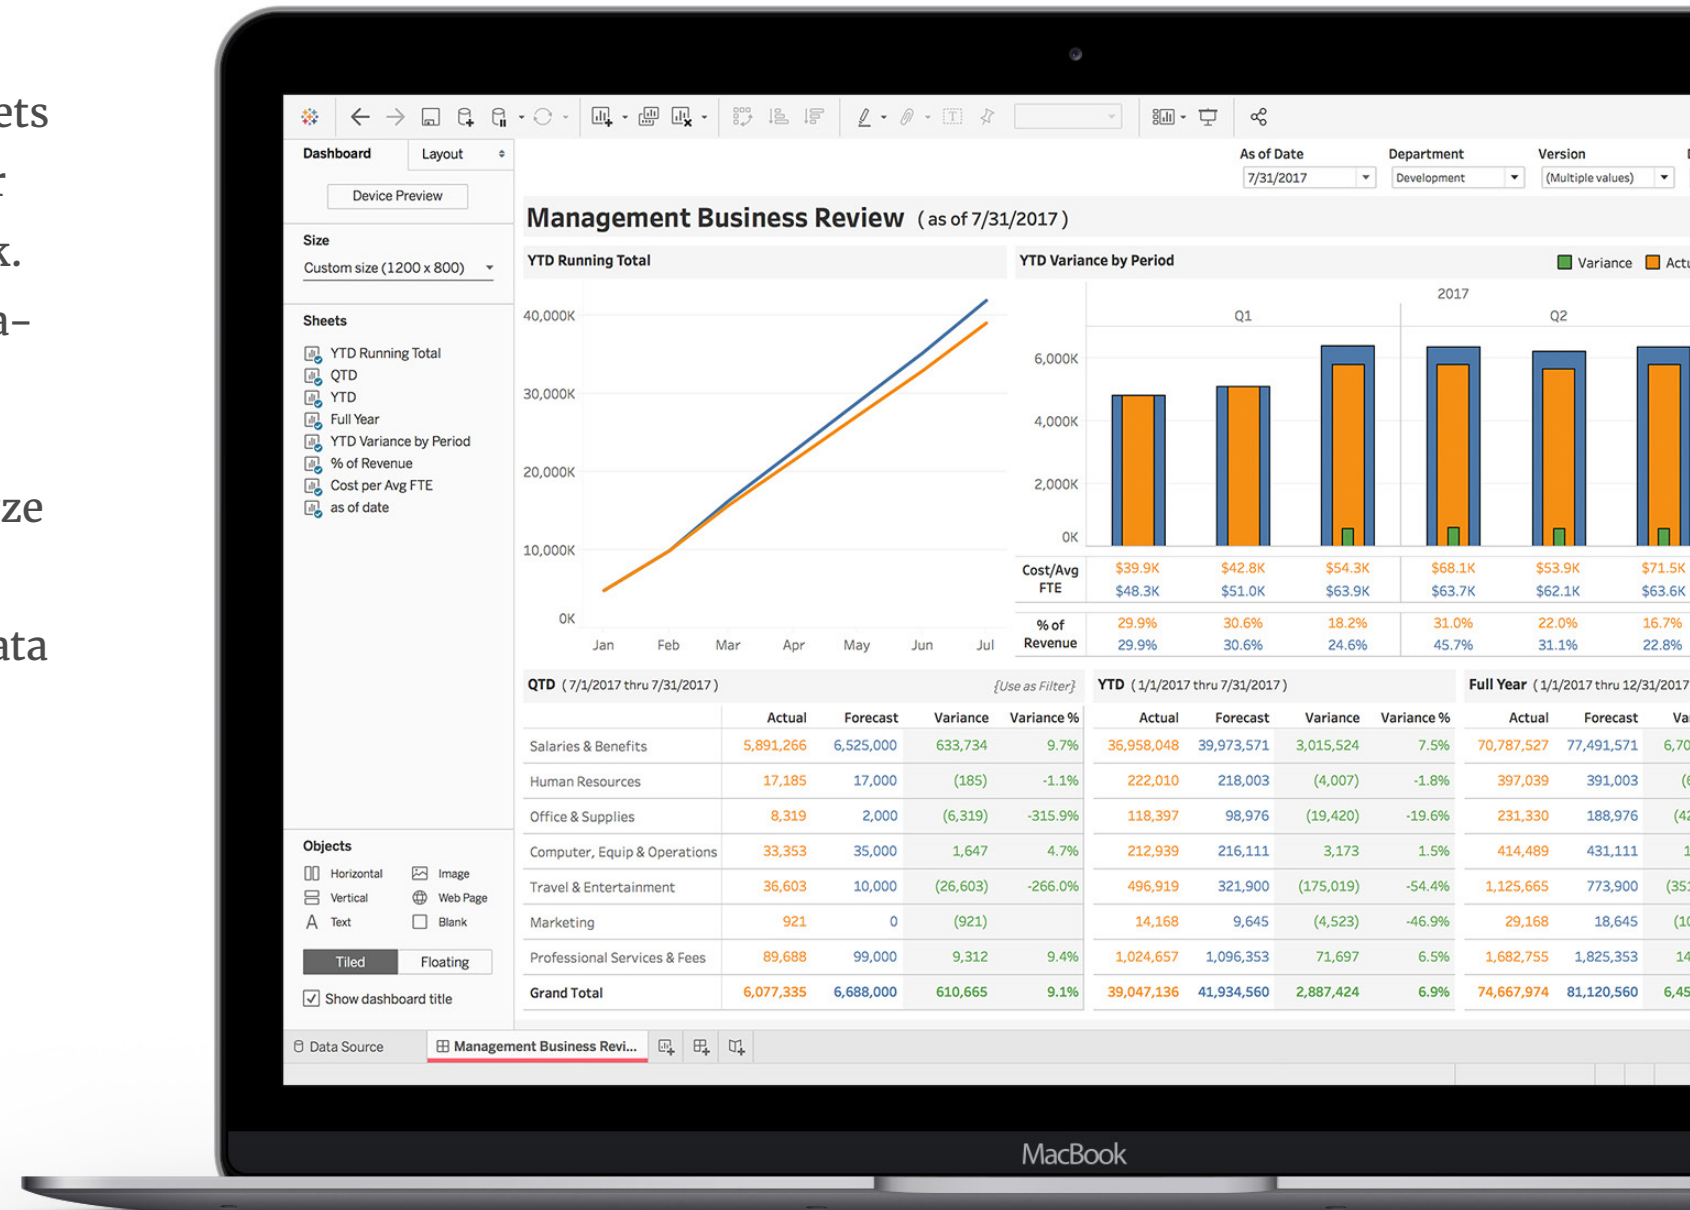 ets
r
k.
a-
ze
ata
Dashboard
Layout
Device Preview
Size
Custom size (1200 x 800)
Sheets
YTD Running Total
QTD
YTD
Full Year
YTD Variance by Period
% of Revenue
Cost per Avg FTE
as of date
Objects
Horizontal Image
Vertical Web Page
A Text Blank
Tiled Floating
Show dashboard title
As of Date Department Version
7/31/2017 Development (Multiple values)
Management Business Review ( as of 7/31/2017 )
YTD Running Total
40,000K
30,000K
20,000K
10,000K
0K
Jan Feb Mar Apr May Jun Jul
YTD Variance by Period
Variance Actu
2017
Q1 Q2
6,000K
4,000K
2,000K
0K
Cost/Avg FTE
$39.9K $42.8K $54.3K $68.1K $53.9K $71.5K
$48.3K $51.0K $63.9K $63.7K $62.1K $63.6K
% of Revenue
29.9% 30.6% 18.2% 31.0% 22.0% 16.7%
29.9% 30.6% 24.6% 45.7% 31.1% 22.8%
QTD ( 7/1/2017 thru 7/31/2017 ) {Use as Filter} YTD ( 1/1/2017 thru 7/31/2017 ) Full Year ( 1/1/2017 thru 12/31/2017
Actual Forecast Variance Variance % Actual Forecast Variance Variance % Actual Forecast Va
Salaries & Benefits 5,891,266 6,525,000 633,734 9.7% 36,958,048 39,973,571 3,015,524 7.5% 70,787,527 77,491,571 6,70
Human Resources 17,185 17,000 (185) -1.1% 222,010 218,003 (4,007) -1.8% 397,039 391,003 (6
Office & Supplies 8,319 2,000 (6,319) -315.9% 118,397 98,976 (19,420) -19.6% 231,330 188,976 (42
Computer, Equip & Operations 33,353 35,000 1,647 4.7% 212,939 216,111 3,173 1.5% 414,489 431,111 1
Travel & Entertainment 36,603 10,000 (26,603) -266.0% 496,919 321,900 (175,019) -54.4% 1,125,665 773,900 (351
Marketing 921 0 (921) 14,168 9,645 (4,523) -46.9% 29,168 18,645 (10
Professional Services & Fees 89,688 99,000 9,312 9.4% 1,024,657 1,096,353 71,697 6.5% 1,682,755 1,825,353 14
Grand Total 6,077,335 6,688,000 610,665 9.1% 39,047,136 41,934,560 2,887,424 6.9% 74,667,974 81,120,560 6,45
Data Source Management Business Revi...
MacBook